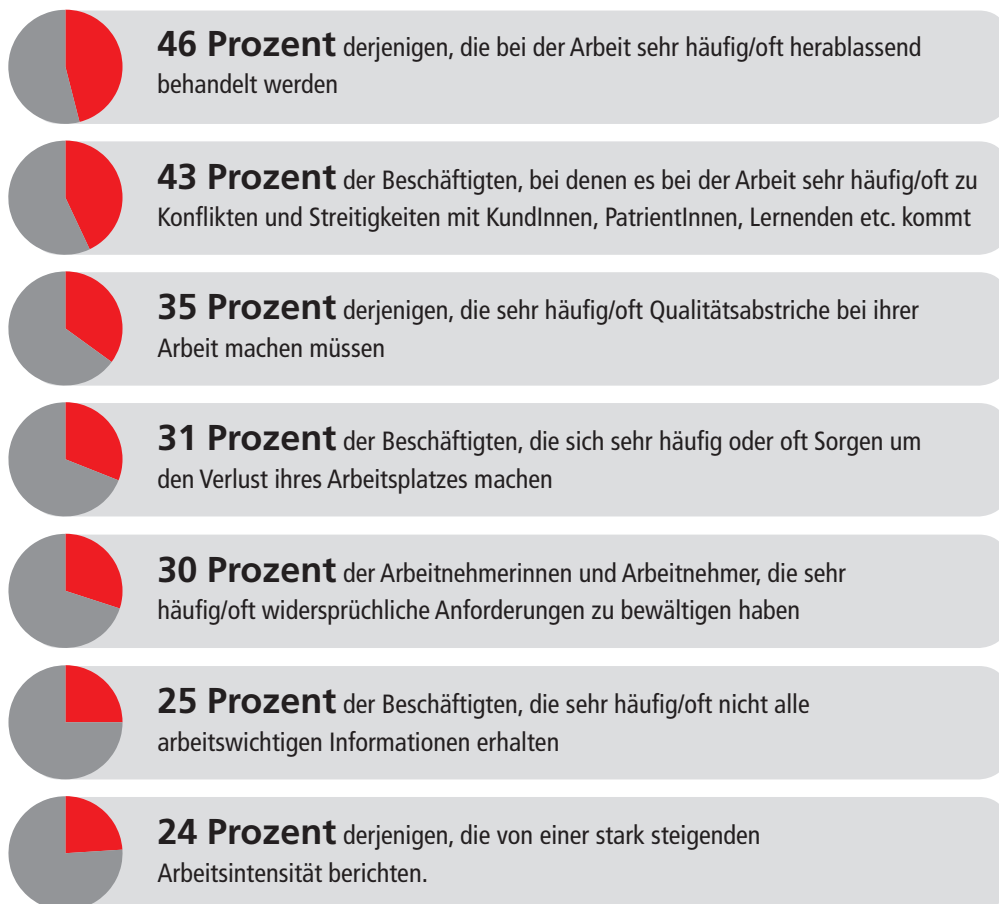 46 Prozent derjenigen, die bei der Arbeit sehr häufig/oft herablassend
behandelt werden
43 Prozent der Beschäftigten, bei denen es bei der Arbeit sehr häufig/oft zu
Konflikten und Streitigkeiten mit KundInnen, PatientInnen, Lernenden etc. kommt
35 Prozent derjenigen, die sehr häufig/oft Qualitätsabstriche bei ihrer
Arbeit machen müssen
31 Prozent der Beschäftigten, die sich sehr häufig oder oft Sorgen um
den Verlust ihres Arbeitsplatzes machen
30 Prozent der Arbeitnehmerinnen und Arbeitnehmer, die sehr
häufig/oft widersprüchliche Anforderungen zu bewältigen haben
25 Prozent der Beschäftigten, die sehr häufig/oft nicht alle
arbeitswichtigen Informationen erhalten
24 Prozent derjenigen, die von einer stark steigenden
Arbeitsintensität berichten.